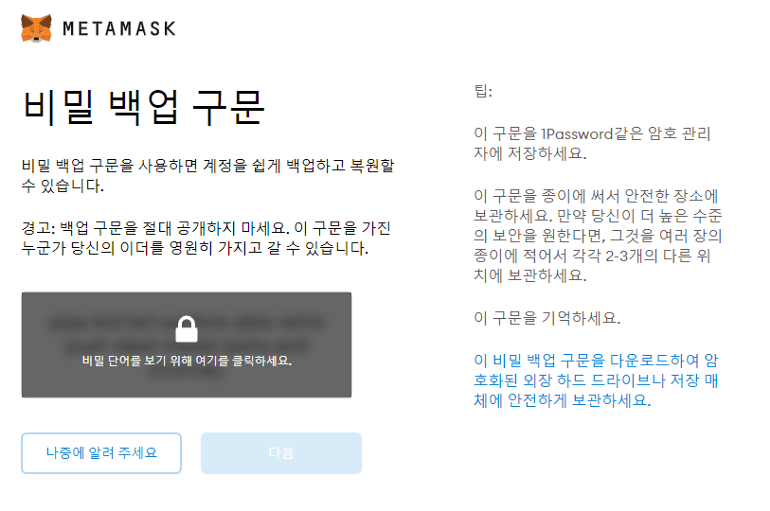 METAMASK
비밀 백업 구문
비밀 백업 구문을 사용하면 계정을 쉽게 백업하고 복원할
수 있습니다.
경고: 백업 구문을 절대 공개하지 마세요. 이 구문을 가진
누군가 당신의 이더를 영원히 가지고 갈 수 있습니다.
비밀 단어를 보기 위해 여기를 클릭하세요.
나중에 알려 주세요
다음
팁:
이 구문을 1Password같은 암호 관리
자에 저장하세요.
이 구문을 종이에 써서 안전한 장소에
보관하세요. 만약 당신이 더 높은 수준
의 보안을 원한다면, 그것을 여러 장의
종이에 적어서 각각 2-3개의 다른 위
치에 보관하세요.
이 구문을 기억하세요.
이 비밀 백업 구문을 다운로드하여 암
호화된 외장 하드 드라이브나 저장 매
체에 안전하게 보관하세요.